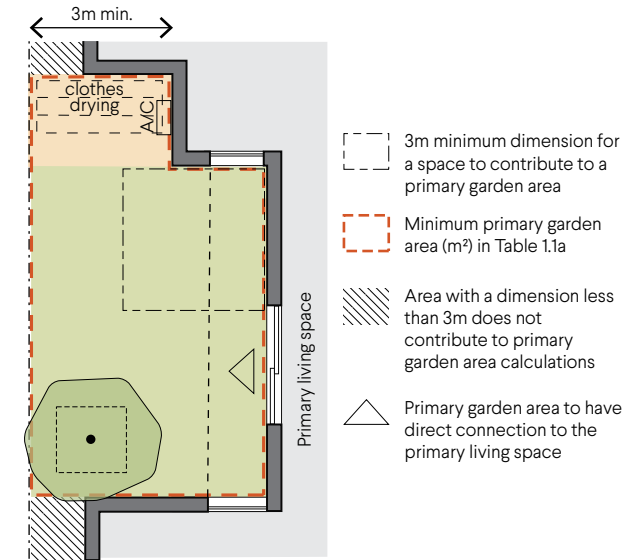 3m min.
clothes
drying
A/C
Primary living space
3m minimum dimension for
a space to contribute to a
primary garden area
Minimum primary garden
area (m²) in Table 1.1a
Area with a dimension less
than 3m does not
contribute to primary
garden area calculations
Primary garden area to have
direct connection to the
primary living space